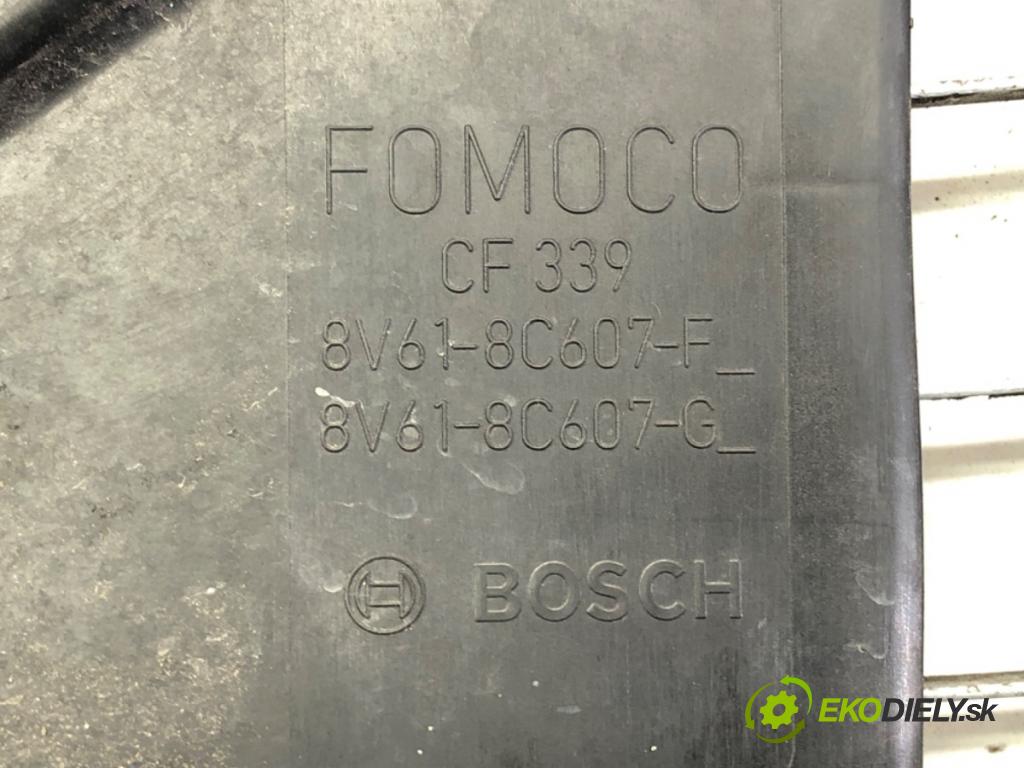 FOMOCO
CF 339
8V61-8C607-F_
8V61-8C607-G_
BOSCH
EKODIELY.sk